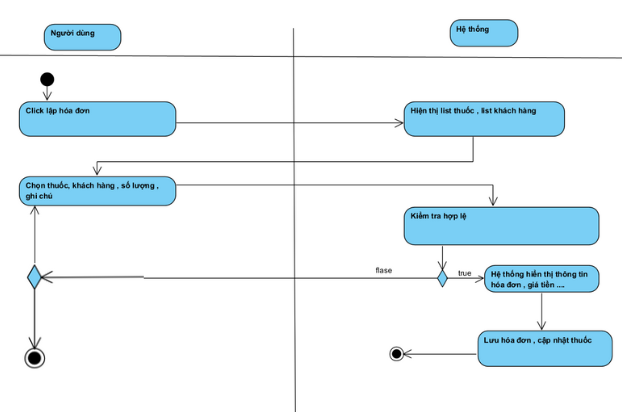 Người dùng
Hệ thống
Click lập hóa đơn
Hiện thị list thuốc , list khách hàng
Chọn thuốc, khách hàng , số lượng ,
ghi chú
Kiểm tra hợp lệ
flase
true
Hệ thống hiển thị thông tin
hóa đơn , giá tiền ....
Lưu hóa đơn , cập nhật thuốc